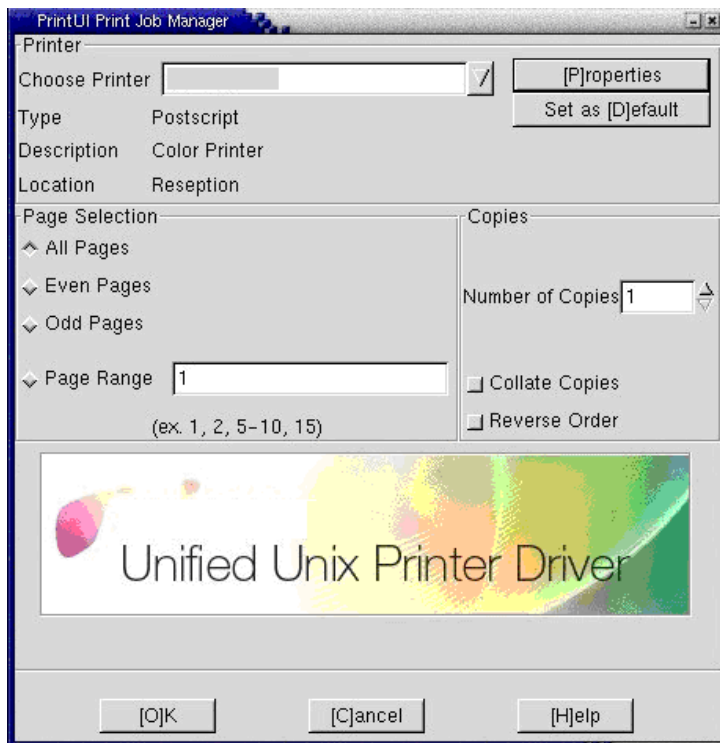 PrintUI Print Job Manager
Printer
Choose Printer
[P]roperties
Set as [D]efault
Type Postscript
Description Color Printer
Location Reseption
Page Selection
All Pages
Even Pages
Odd Pages
Page Range 1
(ex. 1, 2, 5-10, 15)
Copies
Number of Copies 1
Collate Copies
Reverse Order
Unified Unix Printer Driver
[O]K [C]ancel [H]elp